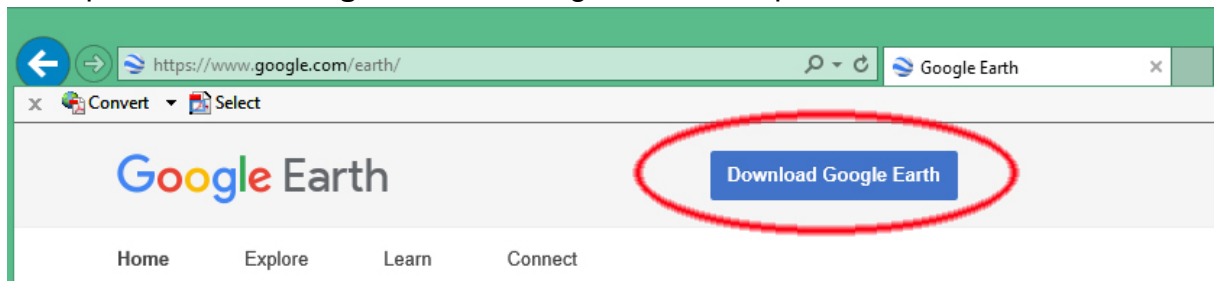 https://www.google.com/earth/ Google Earth
x Convert Select
Google Earth Download Google Earth
Home Explore Learn Connect